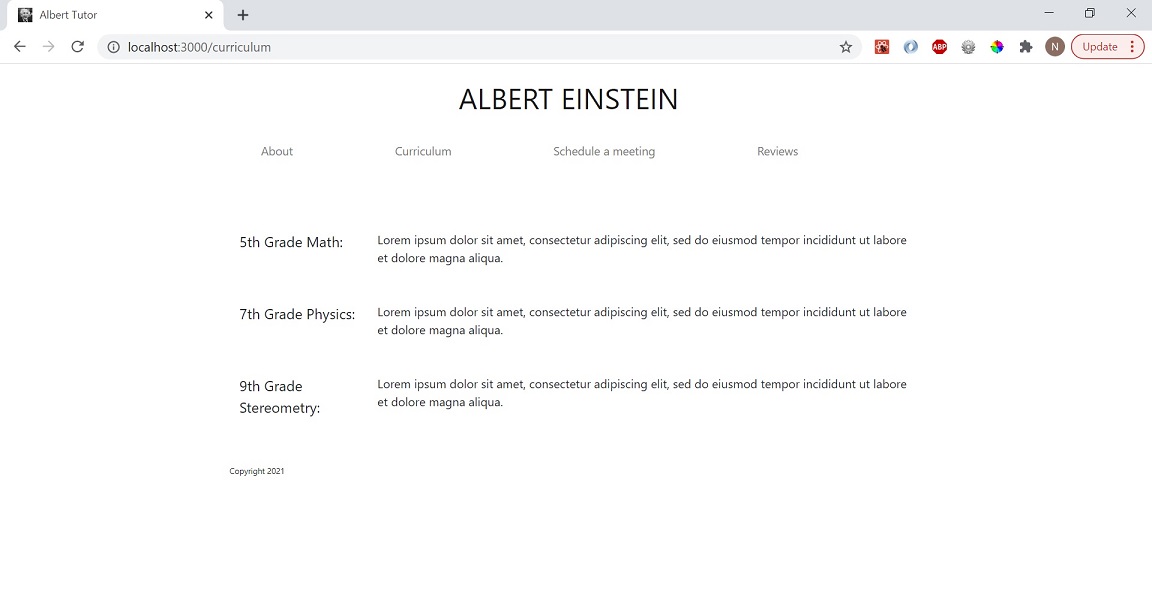 Albert Tutor
localhost:3000/curriculum
ABP
N
Update
ALBERT EINSTEIN
About Curriculum Schedule a meeting Reviews
5th Grade Math:
Lorem ipsum dolor sit amet, consectetur adipiscing elit, sed do eiusmod tempor incididunt ut labore
et dolore magna aliqua.
7th Grade Physics:
Lorem ipsum dolor sit amet, consectetur adipiscing elit, sed do eiusmod tempor incididunt ut labore
et dolore magna aliqua.
9th Grade
Stereometry:
Lorem ipsum dolor sit amet, consectetur adipiscing elit, sed do eiusmod tempor incididunt ut labore
et dolore magna aliqua.
Copyright 2021